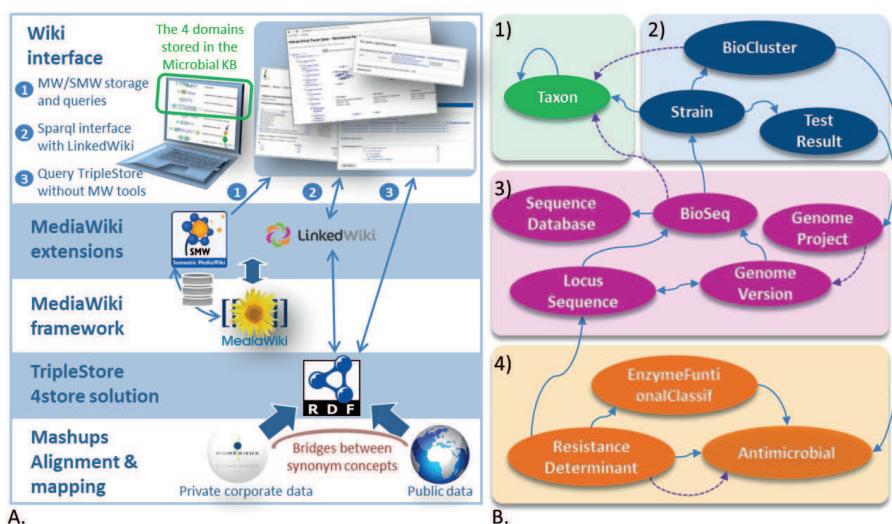 Wiki
interface
The 4 domains
stored in the
Microbial KB
1 MW/SMW storage
and queries
2 Sparql interface
with LinkedWiki
3 Query TripleStore
without MW tools
1 2 3
MediaWiki
extensions
SMW
Semantic MediaWiki
LinkedWiki
MediaWiki
framework
MediaWiki
TripleStore
4store solution
RDF
Mashups
Alignment &
mapping
BIOMÉRIEUX
Bridges between
synonym concepts
Private corporate data
Public data
A.
1)
Taxon
2)
BioCluster
Strain
Test
Result
3)
Sequence
Database
BioSeq
Genome
Project
Locus
Sequence
Genome
Version
4)
EnzymeFunti
onalClassif
Resistance
Determinant
Antimicrobial
B.